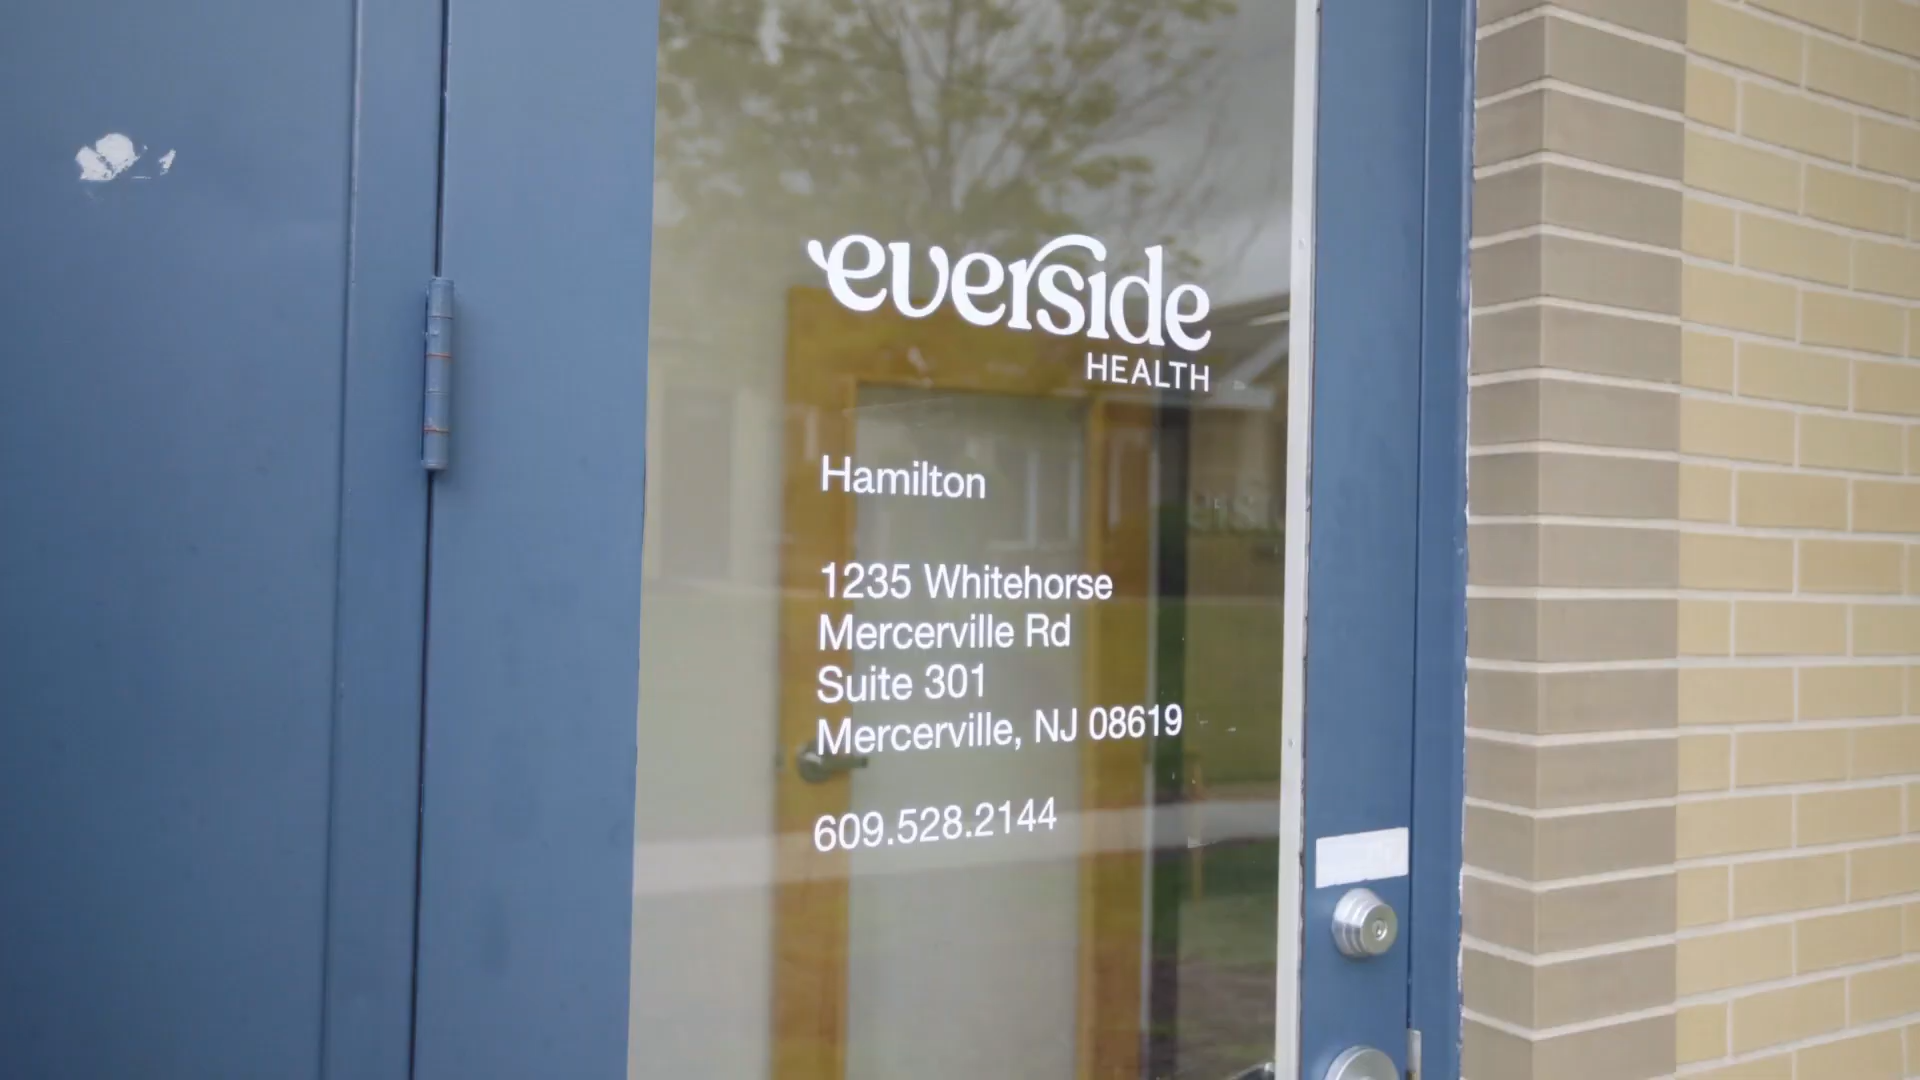 everside
HEALTH
Hamilton
1235 Whitehorse
Mercerville Rd
Suite 301
Mercerville, NJ 08619
609.528.2144